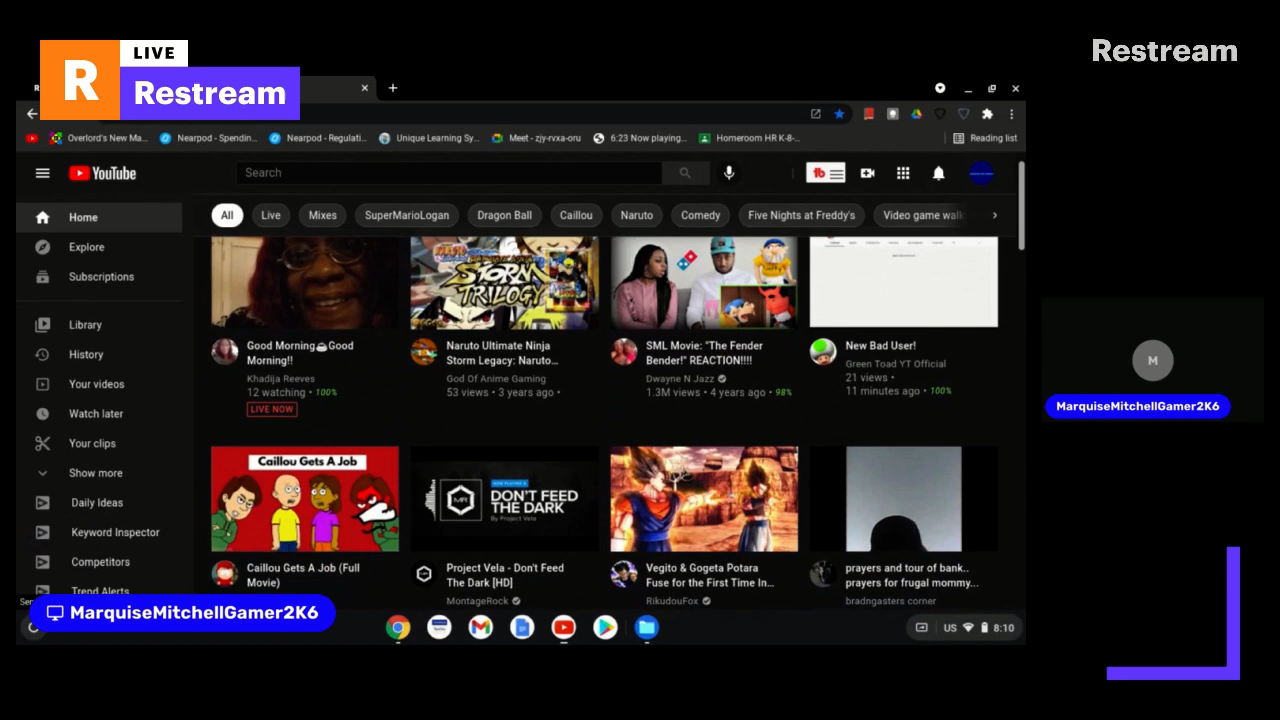 R
LIVE
Restream
Restream
Overlord's New Ma...
Nearpod - Spendin...
Nearpod - Regulati...
Unique Learning Sy...
Meet - zjy-rvxa-oru
6:23 Now playing...
Homeroom HR K-8-...
Reading list
YouTube
Search
tb
All
Live
Mixes
SuperMarioLogan
Dragon Ball
Caillou
Naruto
Comedy
Five Nights at Freddy's
Video game walk
Home
Explore
Subscriptions
Library
History
Your videos
Watch later
Your clips
Show more
Daily Ideas
Keyword Inspector
Competitors
Trend Alerts
Good Morning☕Good
Morning!!
Khadija Reeves
12 watching • 100%
LIVE NOW
STORM
TRILOGY
Naruto Ultimate Ninja
Storm Legacy: Naruto...
God Of Anime Gaming
53 views • 3 years ago •
SML Movie: "The Fender
Bender!" REACTION!!!!
Dwayne N Jazz
1.3M views • 4 years ago • 98%
New Bad User!
Green Toad YT Official
21 views •
11 minutes ago • 100%
Caillou Gets A Job
Caillou Gets A Job (Full
Movie)
DON'T FEED
THE DARK
By Project Vela
Project Vela - Don't Feed
The Dark [HD]
MontageRock
Vegito & Gogeta Potara
Fuse for the First Time In...
RikudouFox
prayers and tour of bank..
prayers for frugal mommy...
bradngasters corner
M
MarquiseMitchellGamer2K6
MarquiseMitchellGamer2K6
US
8:10